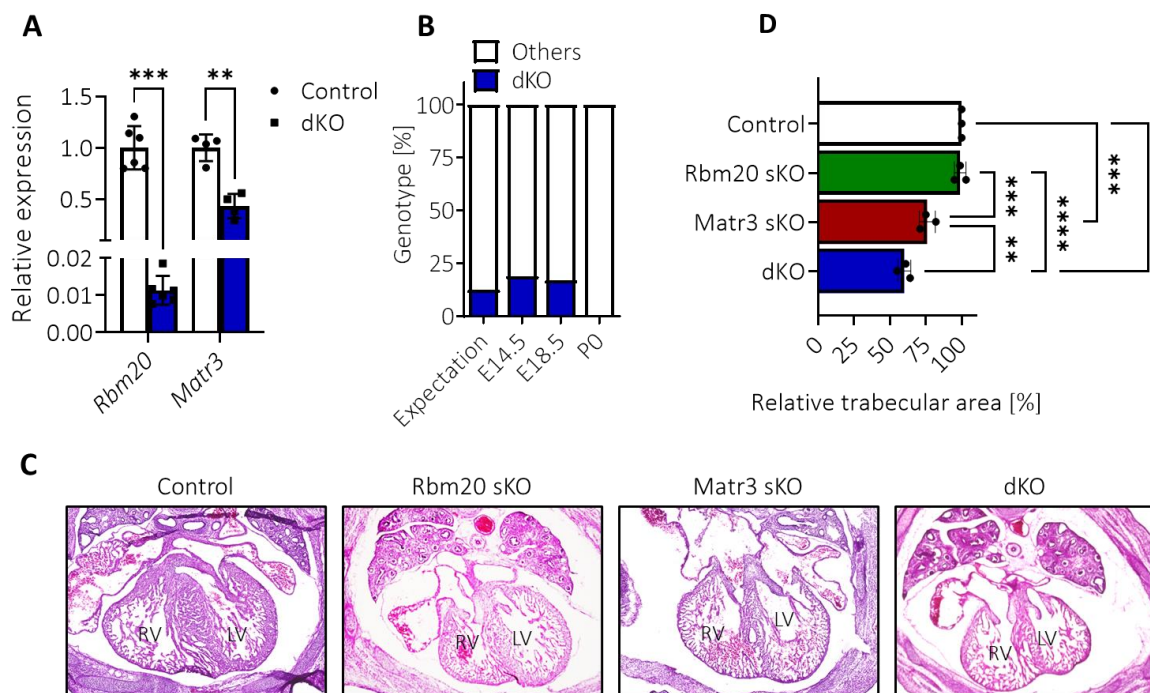 A
Relative expression
1.5
1.0
0.5
0.02
0.01
0.00
*** **
Control
dKO
Rbm20 Matr3
B
Others
dKO
Genotype [%]
100
75
50
25
0
Expectation E14.5 E18.5 P0
D
Control
Rbm20 sKO
Matr3 sKO
dKO
*** ** **** ***
0 25 50 75 100
Relative trabecular area [%]
C
Control Rbm20 sKO Matr3 sKO dKO
RV LV RV LV RV LV RV LV